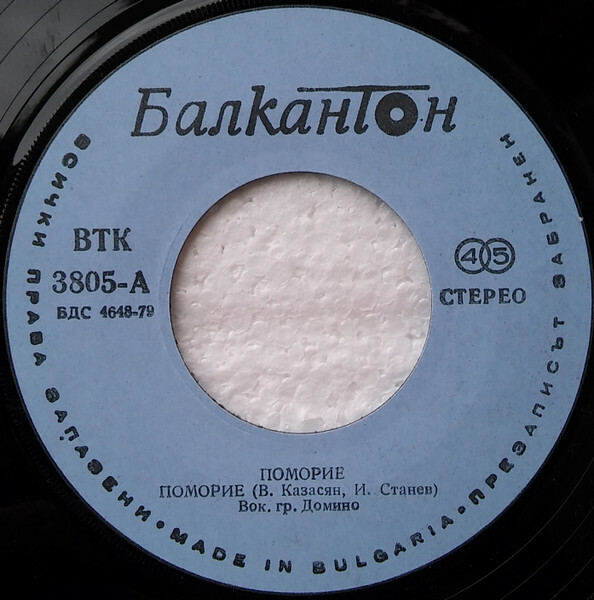 Балкантон
ВТК
3805-А
БДС 4648-79
45
СТЕРЕО
ПОМОРИЕ
ПОМОРИЕ (В. Казасян, И. Станев)
Вок. гр. Домино
ВСИЧКИ ПРАВА ЗАПАЗЕНИ • MADE IN BULGARIA • ПРЕЗАПИСЪТ ЗАБРАНЕН